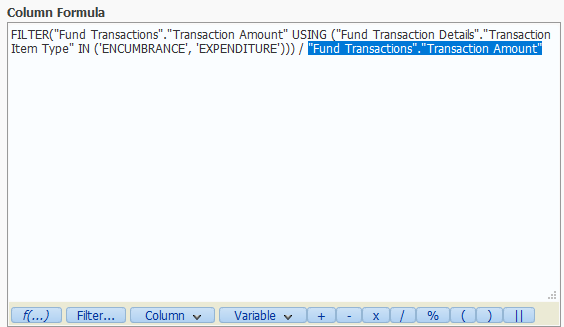 Column Formula
FILTER("Fund Transactions"."Transaction Amount" USING ("Fund Transaction Details"."Transaction
Item Type" IN ('ENCUMBRANCE', 'EXPENDITURE'))) / "Fund Transactions"."Transaction Amount"
f(...) Filter... Column Variable + - x / % ( ) ||